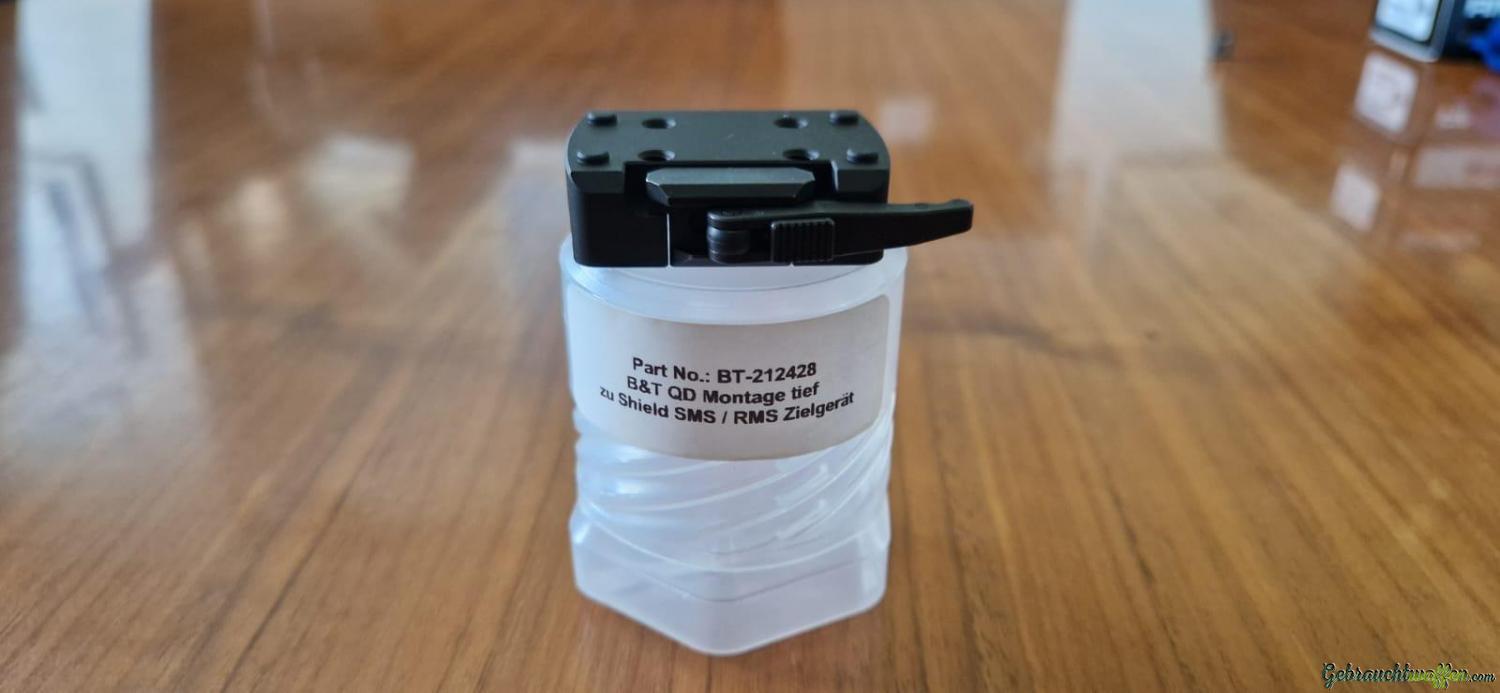 Part No.: BT-212428
B&T QD Montage tief
zu Shield SMS / RMS Zielgerät
Gebrauchtwaffen.com